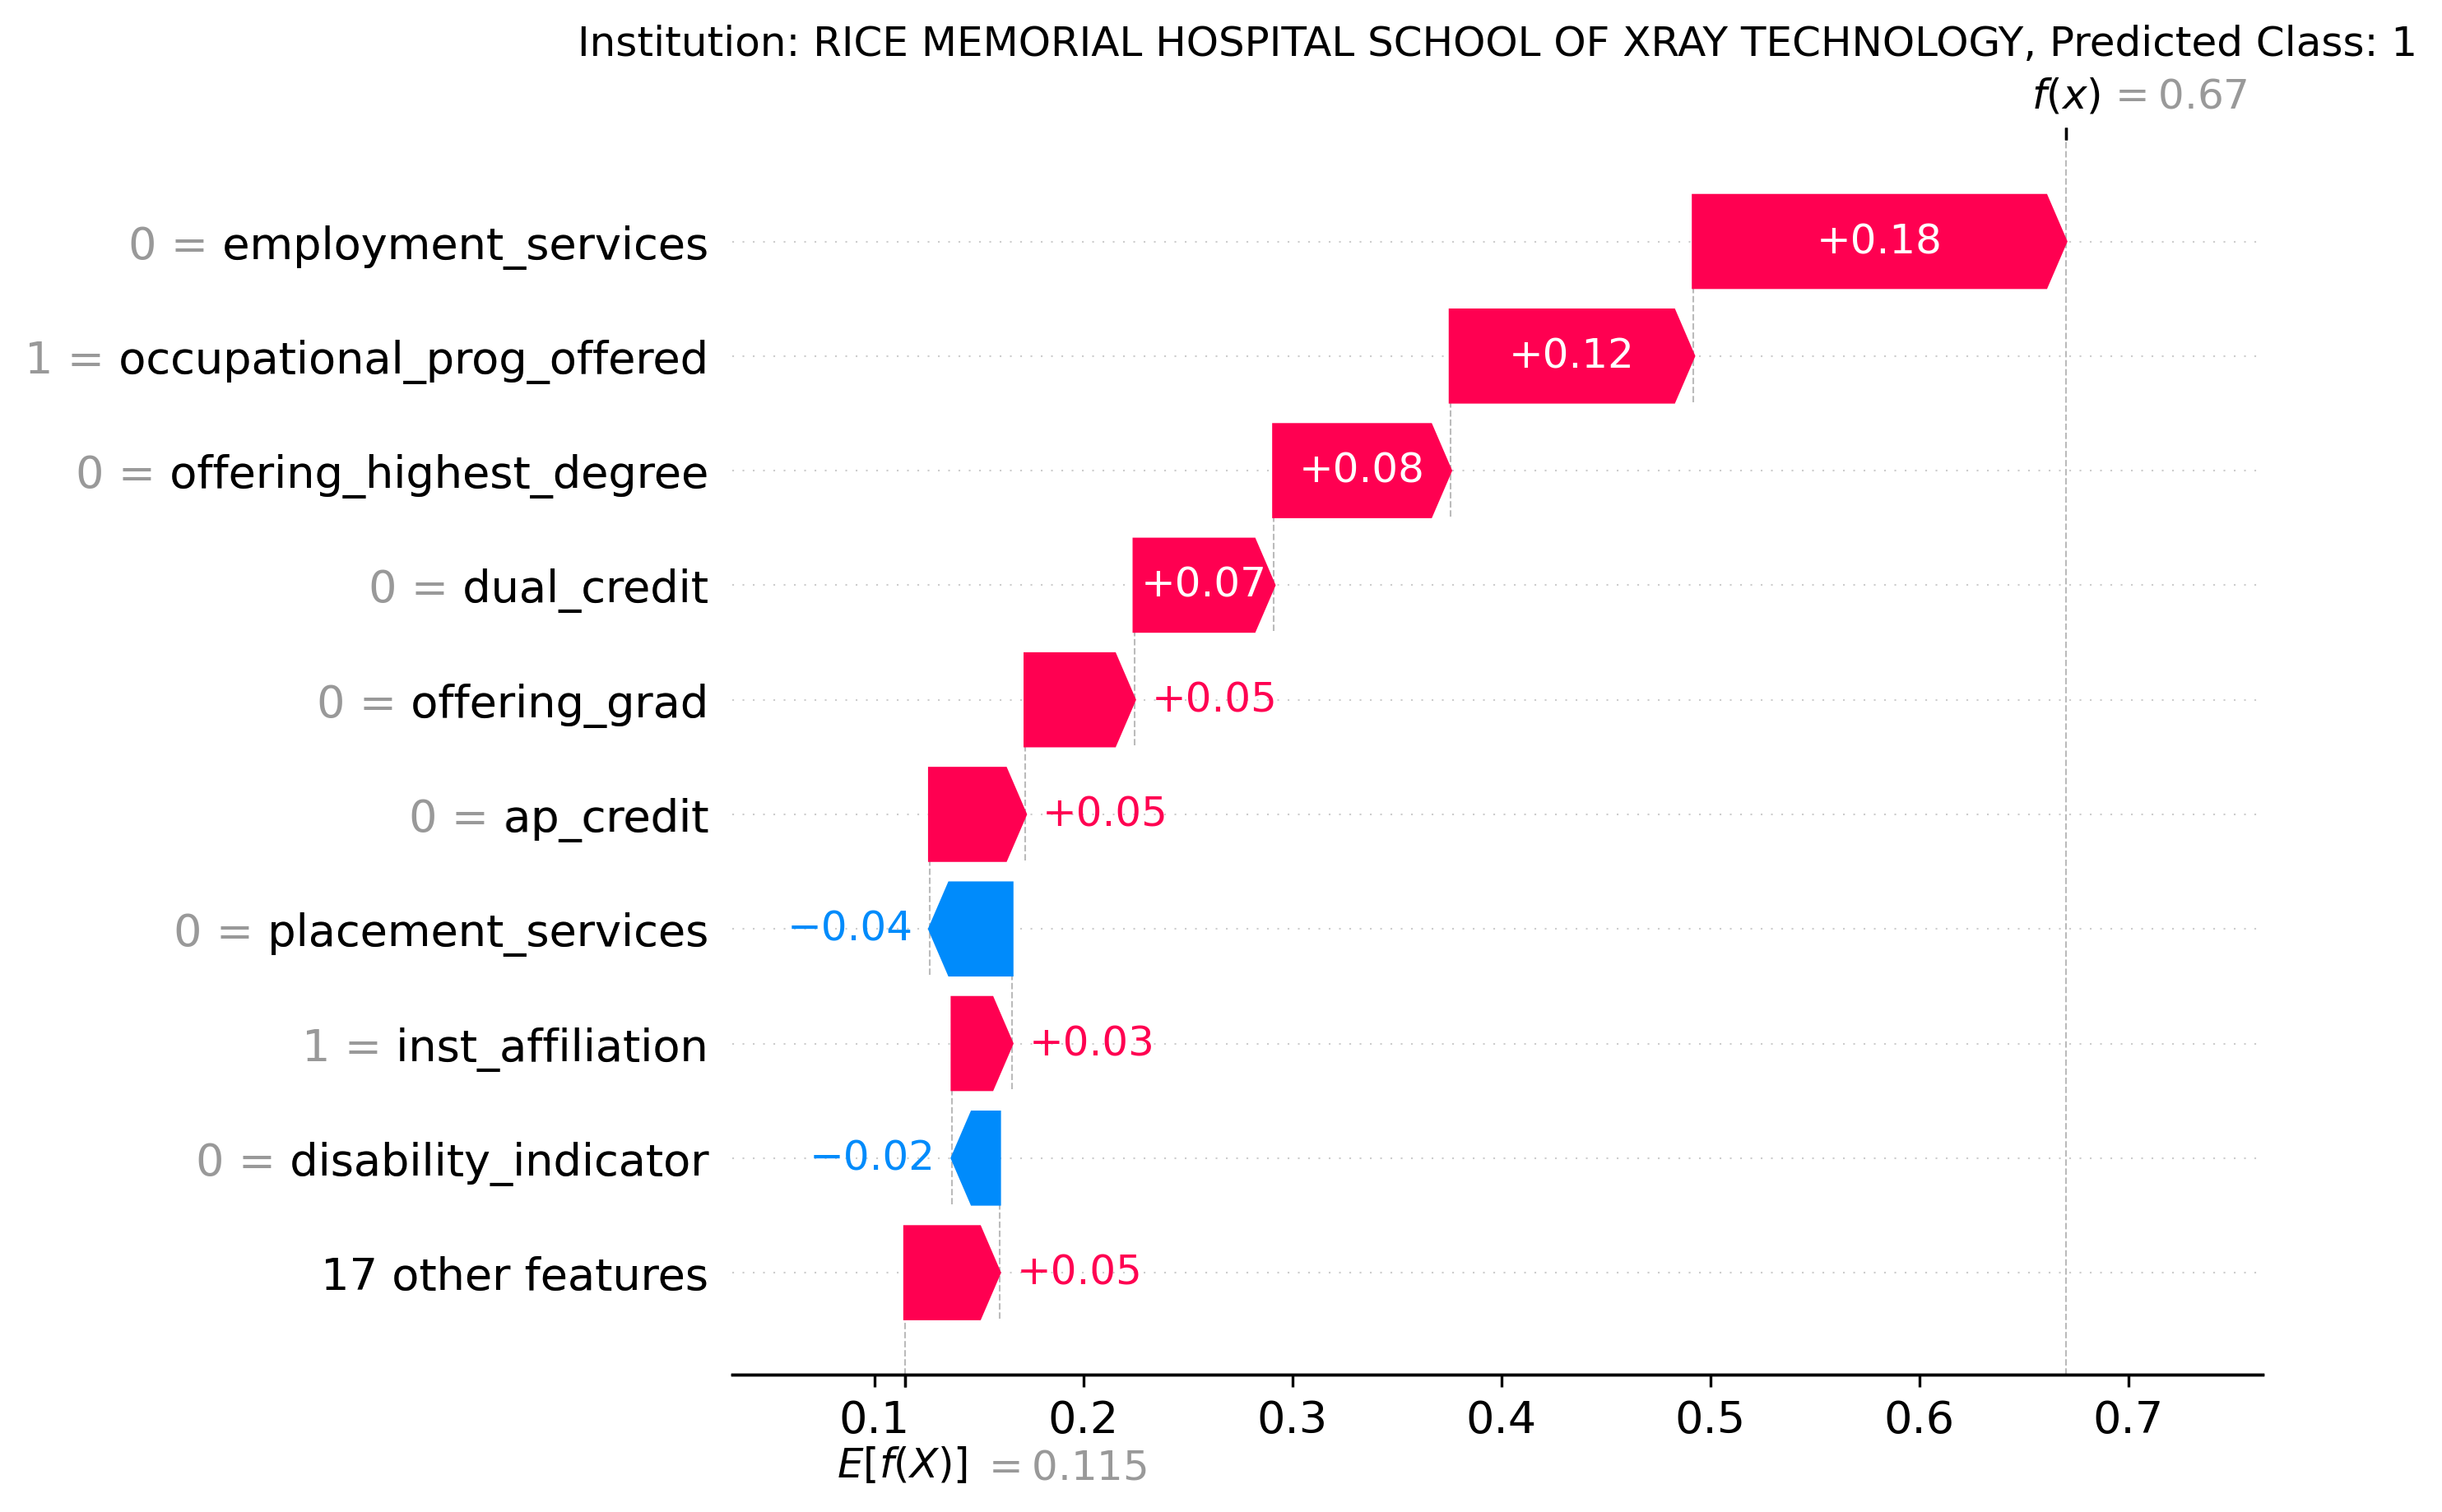 Institution: RICE MEMORIAL HOSPITAL SCHOOL OF XRAY TECHNOLOGY, Predicted Class: 1
f(x) = 0.67
0 = employment_services +0.18
1 = occupational_prog_offered +0.12
0 = offering_highest_degree +0.08
0 = dual_credit +0.07
0 = offering_grad +0.05
0 = ap_credit +0.05
0 = placement_services −0.04
1 = inst_affiliation +0.03
0 = disability_indicator −0.02
17 other features +0.05
0.1 0.2 0.3 0.4 0.5 0.6 0.7
E[f(X)] = 0.115